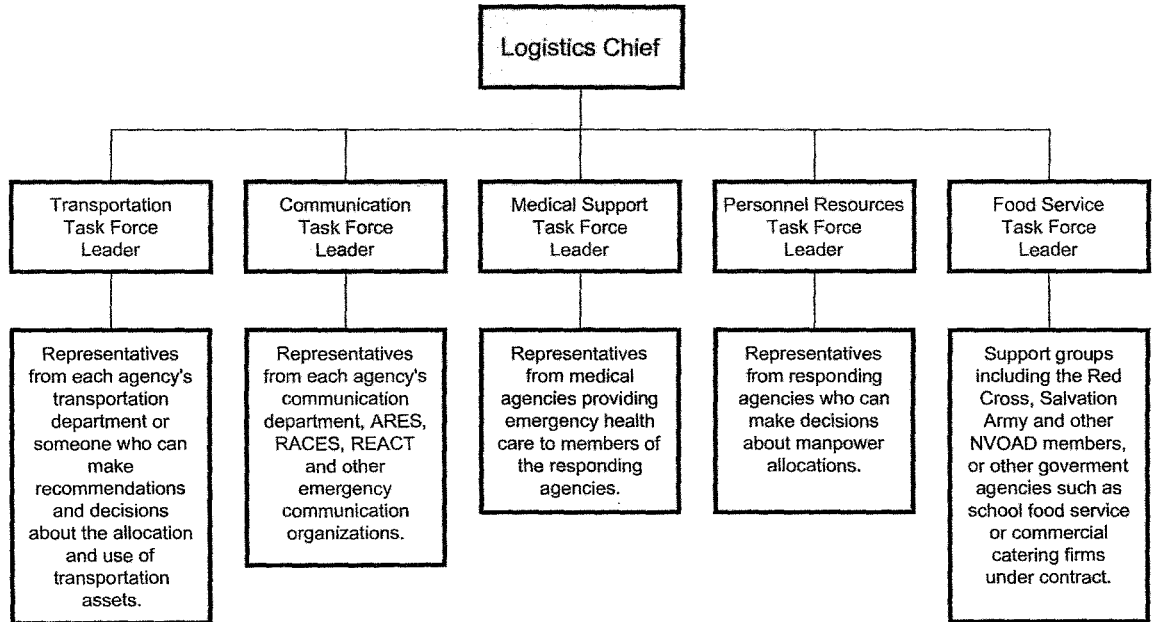 Logistics Chief
Transportation
Task Force
Leader
Communication
Task Force
Leader
Medical Support
Task Force
Leader
Personnel Resources
Task Force
Leader
Food Service
Task Force
Leader
Representatives
from each agency's
transportation
department or
someone who can
make
recommendations
and decisions
about the allocation
and use of
transportation
assets.
Representatives
from each agency's
communication
department, ARES,
RACES, REACT
and other
emergency
communication
organizations.
Representatives
from medical
agencies providing
emergency health
care to members of
the responding
agencies.
Representatives
from responding
agencies who can
make decisions
about manpower
allocations.
Support groups
including the Red
Cross, Salvation
Army and other
NVOAD members,
or other goverment
agencies such as
school food service
or commercial
catering firms
under contract.